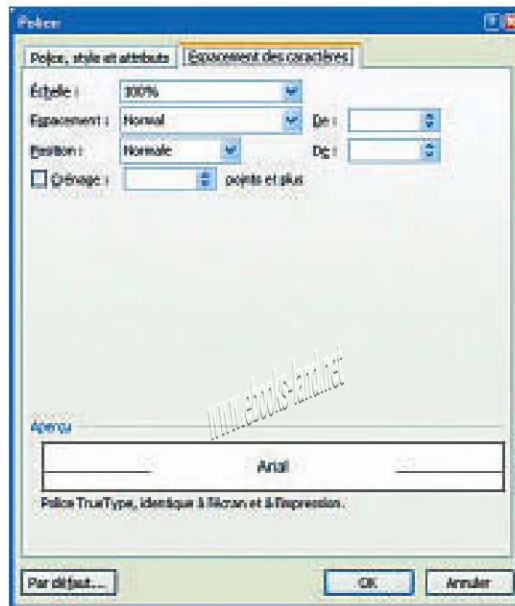 Police
Police, style et attributs Espacement des caractères
Échelle : 100%
Espacement : Normal De :
Position : Normale De :
Crénage : points et plus
www.ebooks-land.net
Aperçu
Arial
Police TrueType, identique à l'écran et à l'impression.
Par défaut... OK Annuler